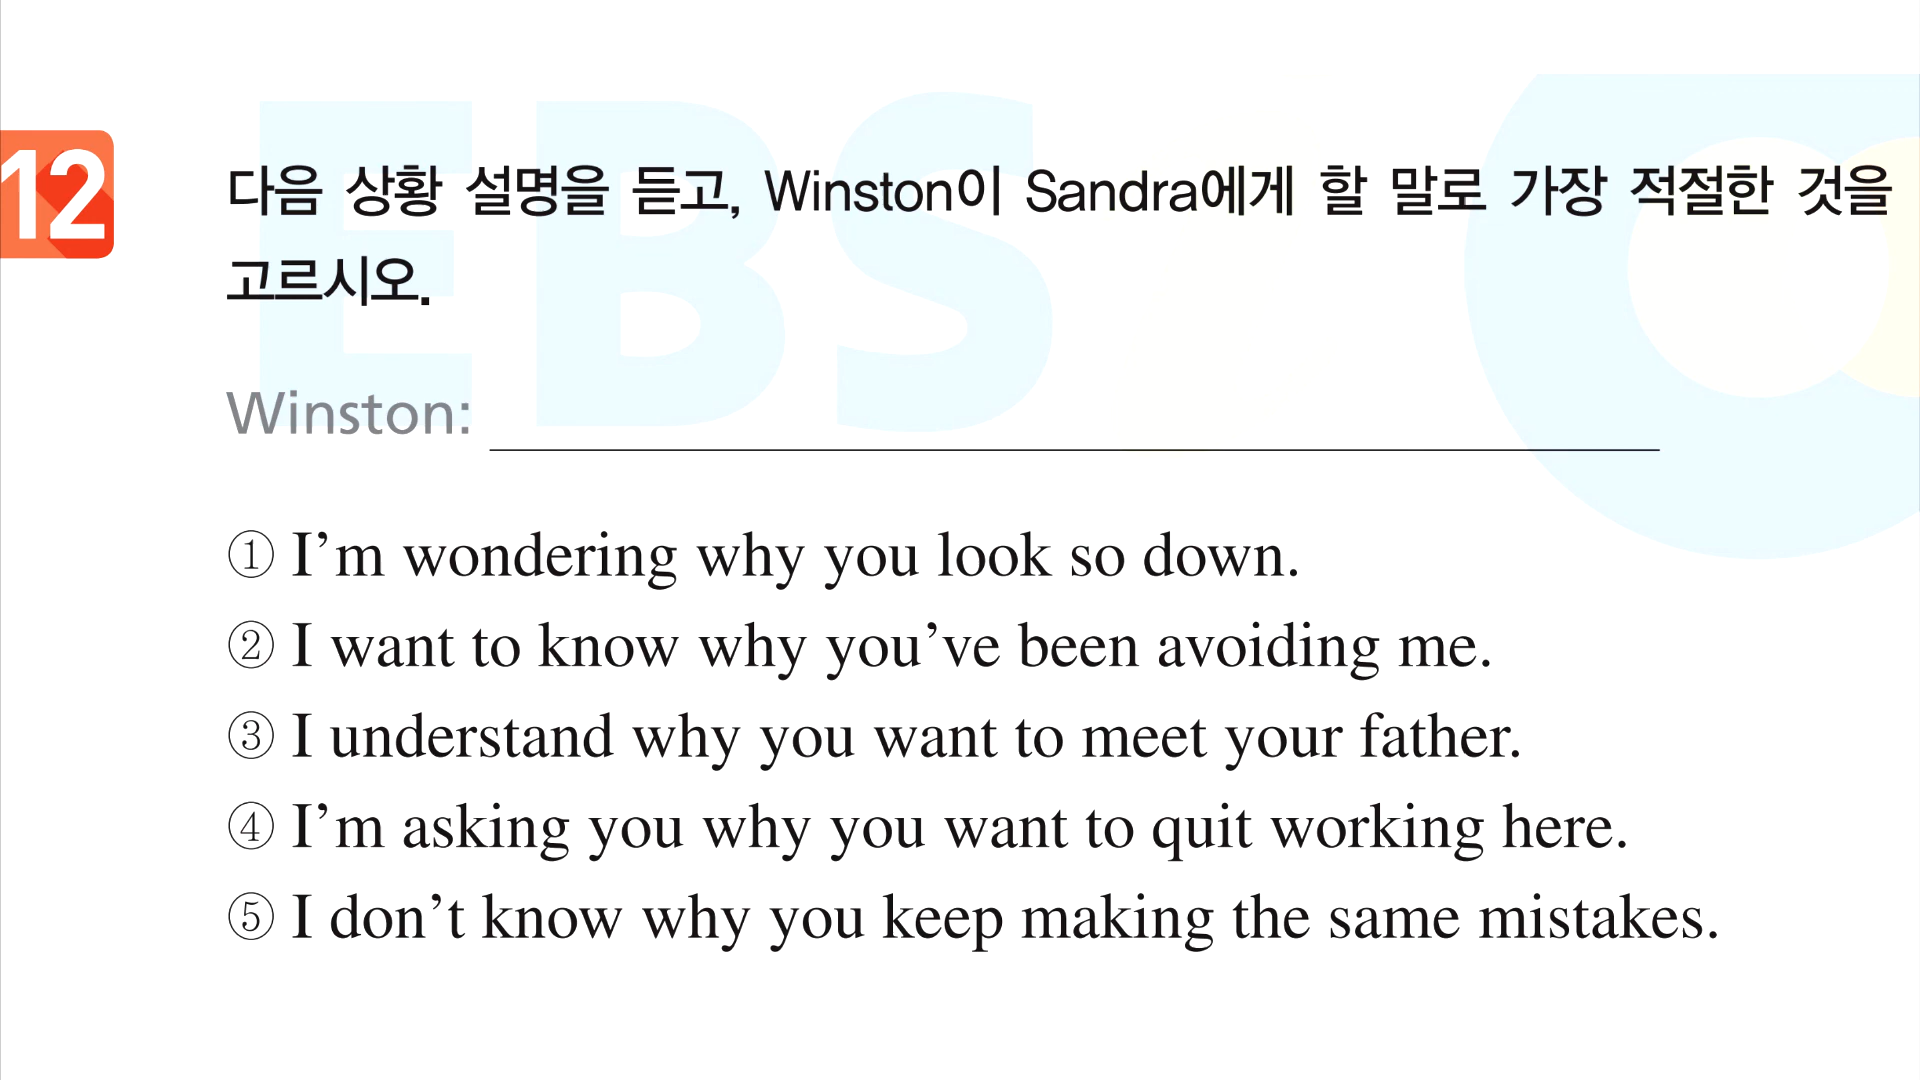 EBS
12
다음 상황 설명을 듣고, Winston이 Sandra에게 할 말로 가장 적절한 것을
고르시오.
Winston:
① I’m wondering why you look so down.
② I want to know why you’ve been avoiding me.
③ I understand why you want to meet your father.
④ I’m asking you why you want to quit working here.
⑤ I don’t know why you keep making the same mistakes.